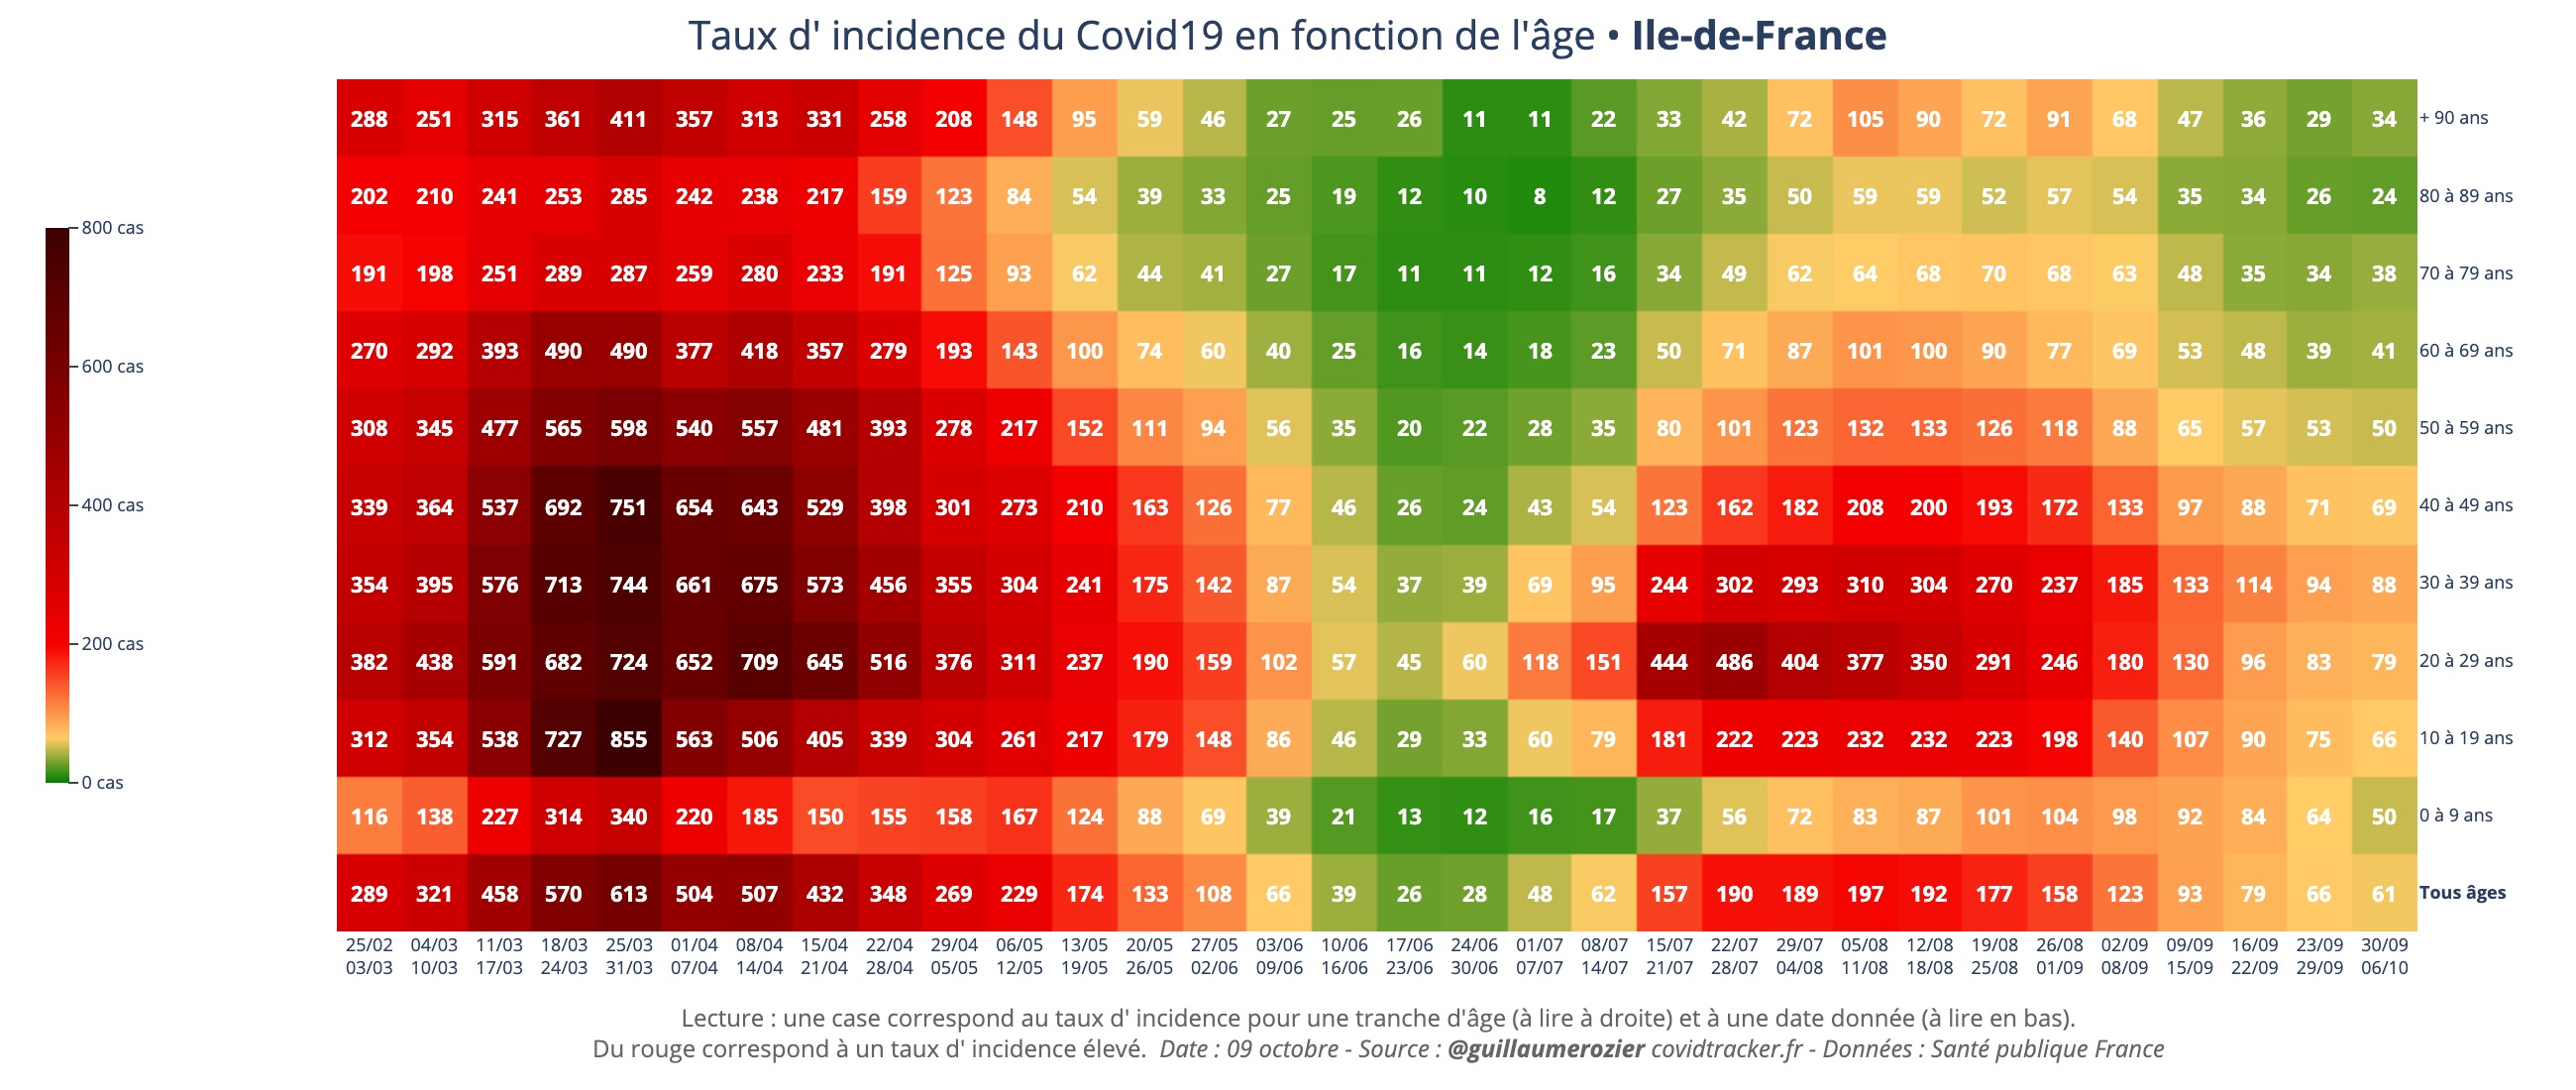 Taux d' incidence du Covid19 en fonction de l'âge • Ile-de-France
288 251 315 361 411 357 313 331 258 208 148 95 59 46 27 25 26 11 11 22 33 42 72 105 90 72 91 68 47 36 29 34 + 90 ans
202 210 241 253 285 242 238 217 159 123 84 54 39 33 25 19 12 10 8 12 27 35 50 59 59 52 57 54 35 34 26 24 80 à 89 ans
800 cas
191 198 251 289 287 259 280 233 191 125 93 62 44 41 27 17 11 11 12 16 34 49 62 64 68 70 68 63 48 35 34 38 70 à 79 ans
270 292 393 490 490 377 418 357 279 193 143 100 74 60 40 25 16 14 18 23 50 71 87 101 100 90 77 69 53 48 39 41 60 à 69 ans
600 cas
308 345 477 565 598 540 557 481 393 278 217 152 111 94 56 35 20 22 28 35 80 101 123 132 133 126 118 88 65 57 53 50 50 à 59 ans
400 cas
339 364 537 692 751 654 643 529 398 301 273 210 163 126 77 46 26 24 43 54 123 162 182 208 200 193 172 133 97 88 71 69 40 à 49 ans
354 395 576 713 744 661 675 573 456 355 304 241 175 142 87 54 37 39 69 95 244 302 293 310 304 270 237 185 133 114 94 88 30 à 39 ans
200 cas
382 438 591 682 724 652 709 645 516 376 311 237 190 159 102 57 45 60 118 151 444 486 404 377 350 291 246 180 130 96 83 79 20 à 29 ans
312 354 538 727 855 563 506 405 339 304 261 217 179 148 86 46 29 33 60 79 181 222 223 232 232 223 198 140 107 90 75 66 10 à 19 ans
0 cas
116 138 227 314 340 220 185 150 155 158 167 124 88 69 39 21 13 12 16 17 37 56 72 83 87 101 104 98 92 84 64 50 0 à 9 ans
289 321 458 570 613 504 507 432 348 269 229 174 133 108 66 39 26 28 48 62 157 190 189 197 192 177 158 123 93 79 66 61 Tous âges
25/02 04/03 11/03 18/03 25/03 01/04 08/04 15/04 22/04 29/04 06/05 13/05 20/05 27/05 03/06 10/06 17/06 24/06 01/07 08/07 15/07 22/07 29/07 05/08 12/08 19/08 26/08 02/09 09/09 16/09 23/09 30/09
03/03 10/03 17/03 24/03 31/03 07/04 14/04 21/04 28/04 05/05 12/05 19/05 26/05 02/06 09/06 16/06 23/06 30/06 07/07 14/07 21/07 28/07 04/08 11/08 18/08 25/08 01/09 08/09 15/09 22/09 29/09 06/10
Lecture : une case correspond au taux d' incidence pour une tranche d'âge (à lire à droite) et à une date donnée (à lire en bas).
Du rouge correspond à un taux d' incidence élevé. Date : 09 octobre - Source : @guillaumerozier covidtracker.fr - Données : Santé publique France